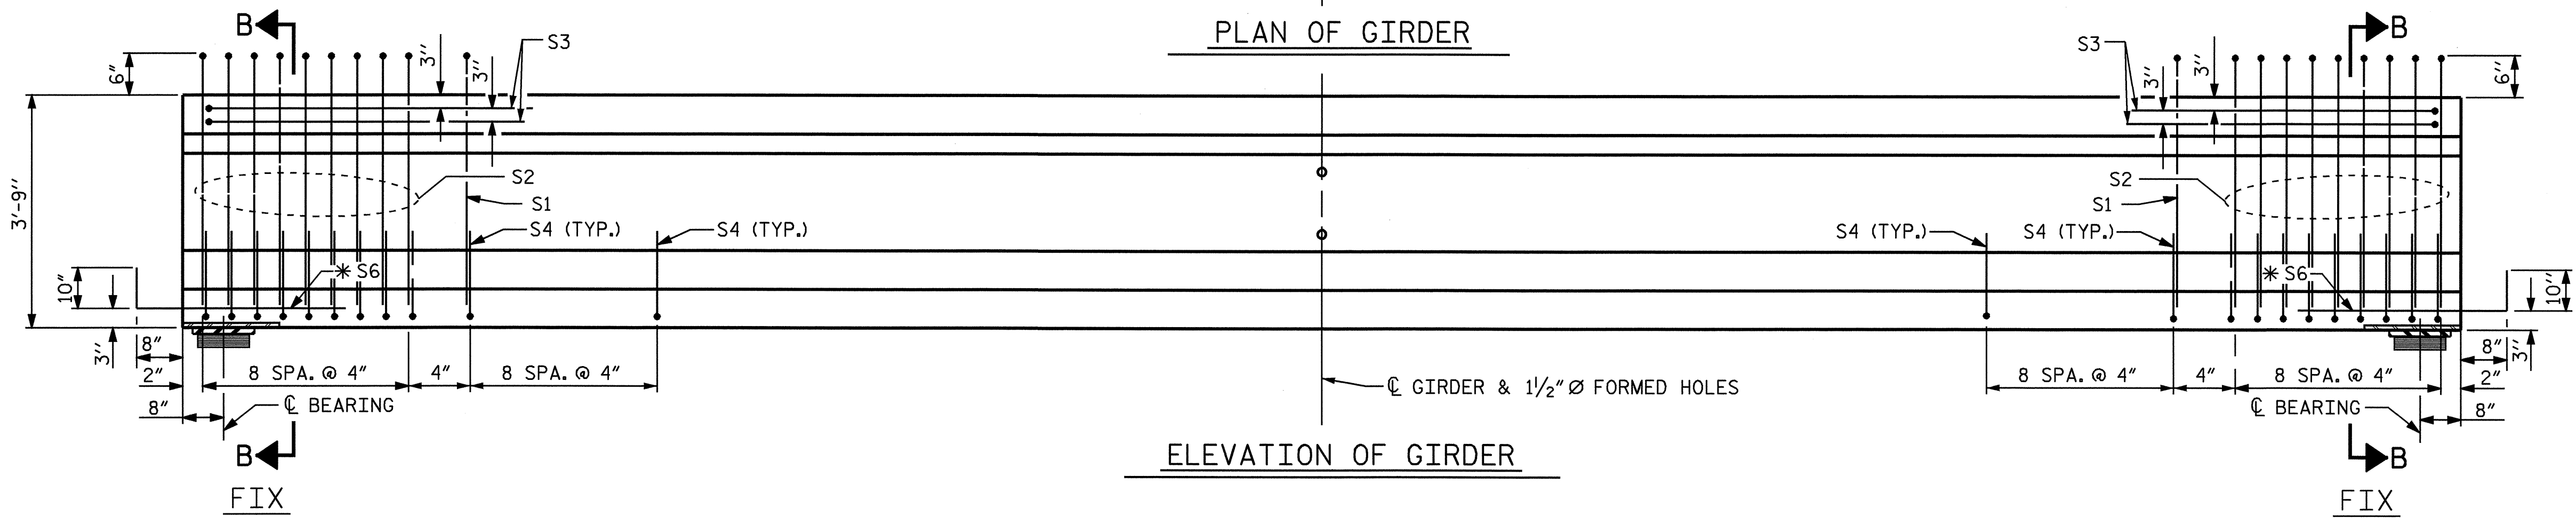 PLAN OF GIRDER
B
B
S3
S3
6"
3"
3"
3"
3"
6"
3'-9"
S2
S1
S4 (TYP.)
S4 (TYP.)
S2
S1
S4 (TYP.)
S4 (TYP.)
10"
✳ S6
✳ S6
10"
3"
8"
2"
8 SPA. @ 4"
4"
8 SPA. @ 4"
8 SPA. @ 4"
4"
8 SPA. @ 4"
8"
2"
3"
8"
℄ BEARING
℄ GIRDER & 1 1/2" Ø FORMED HOLES
℄ BEARING
8"
B
B
ELEVATION OF GIRDER
FIX
FIX